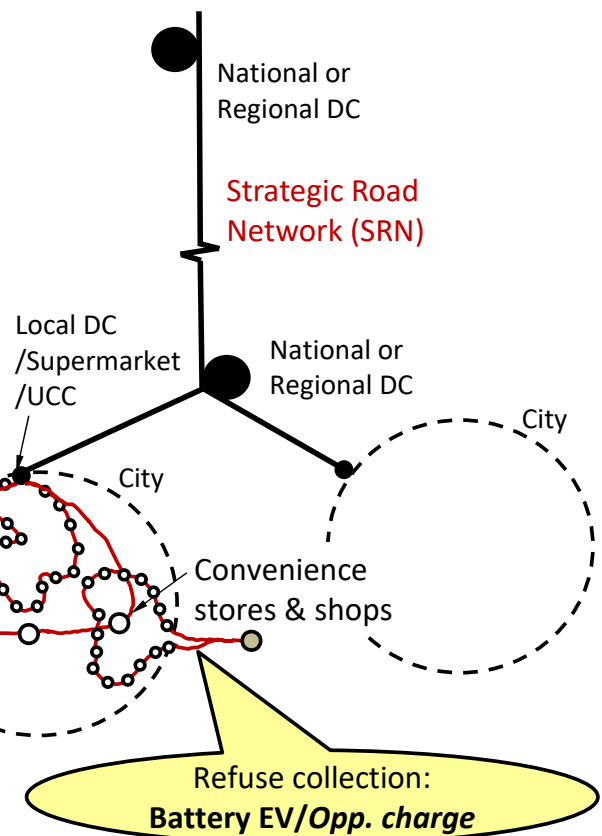 National or
Regional DC
Strategic Road
Network (SRN)
Local DC
/Supermarket
/UCC
National or
Regional DC
City
City
Convenience
stores & shops
Refuse collection:
Battery EV/Opp. charge